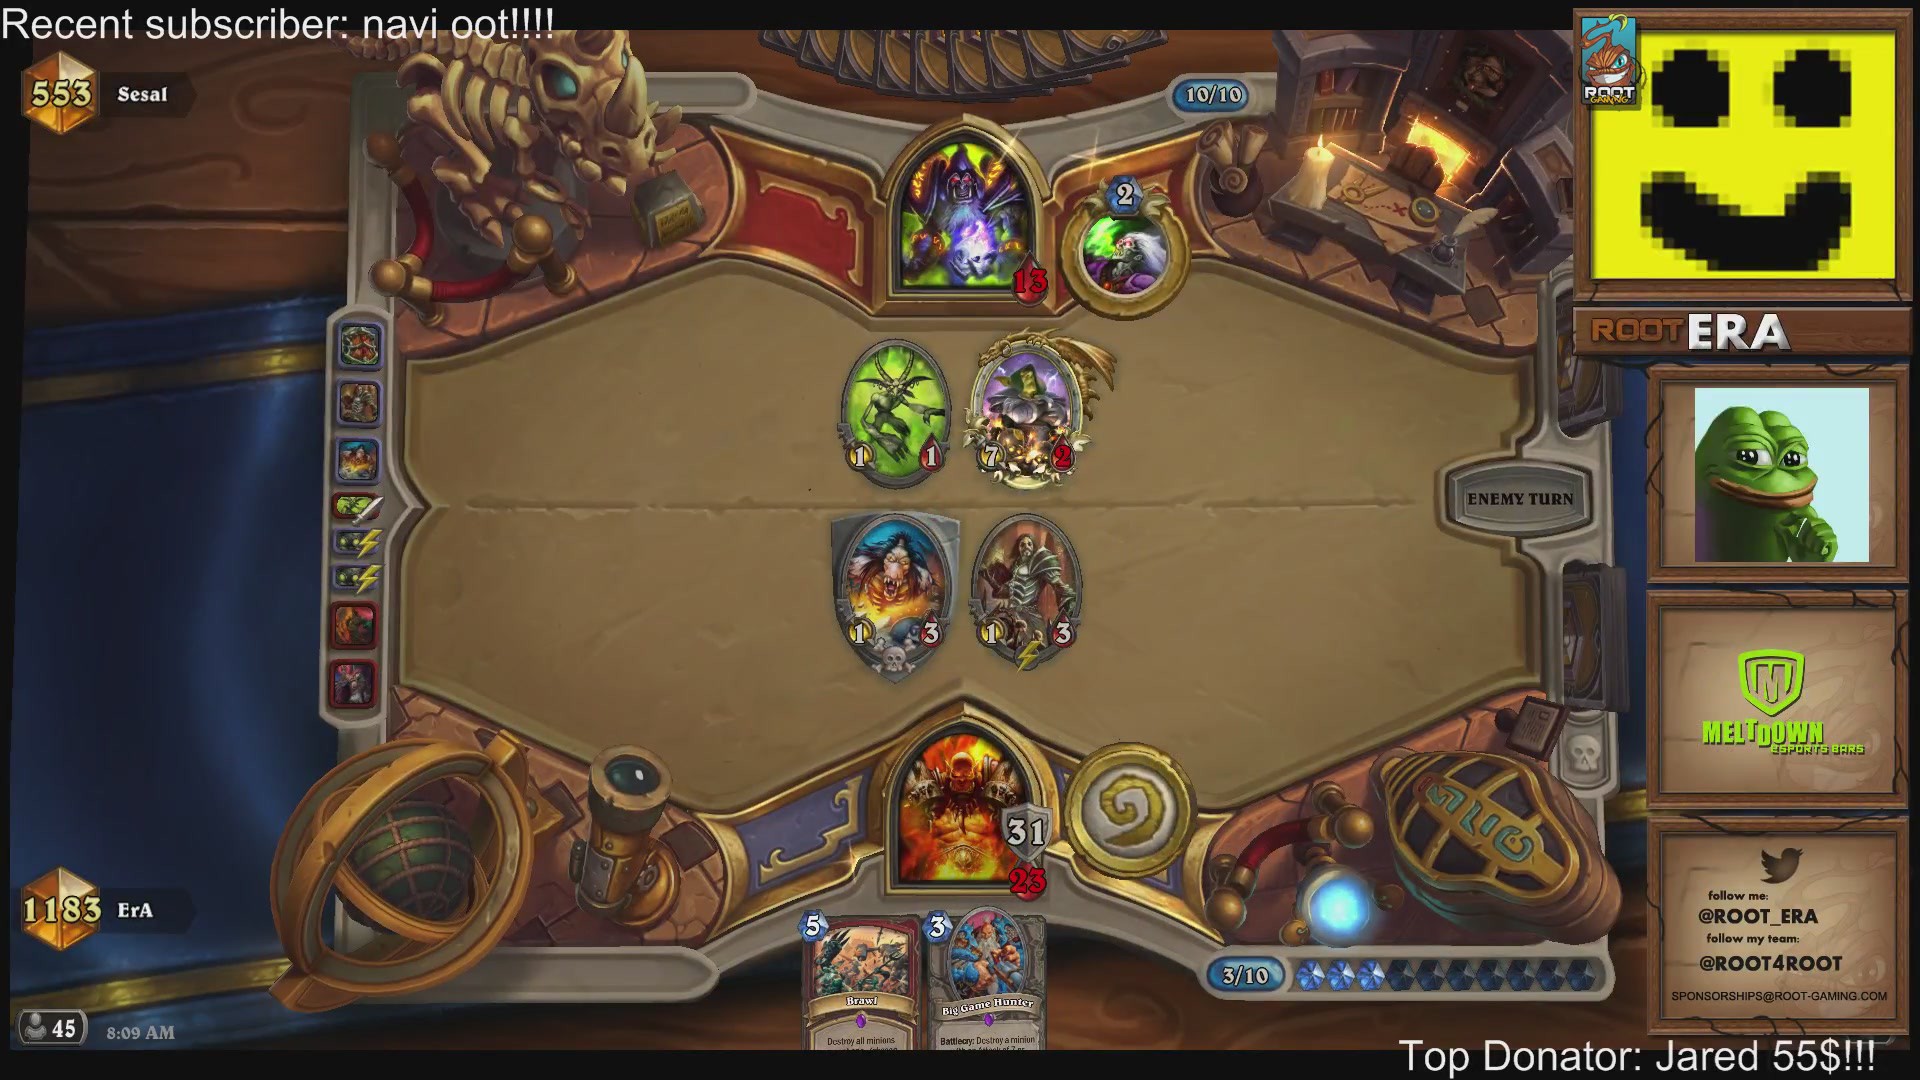 Recent subscriber: navi oot!!!!
553 Sesal
10/10
ROOT
GAMING
2
13
ROOT ERA
1 1 7 2
ENEMY TURN
1 3 1 3
MELTDOWN
ESPORTS BARS
31
23
1183 ErA
5 3
Brawl
Big Game Hunter
Destroy all minions
Battlecry: Destroy a minion
3/10
follow me:
@ROOT_ERA
follow my team:
@ROOT4ROOT
SPONSORSHIPS@ROOT-GAMING.COM
45 8:09 AM
Top Donator: Jared 55$!!!